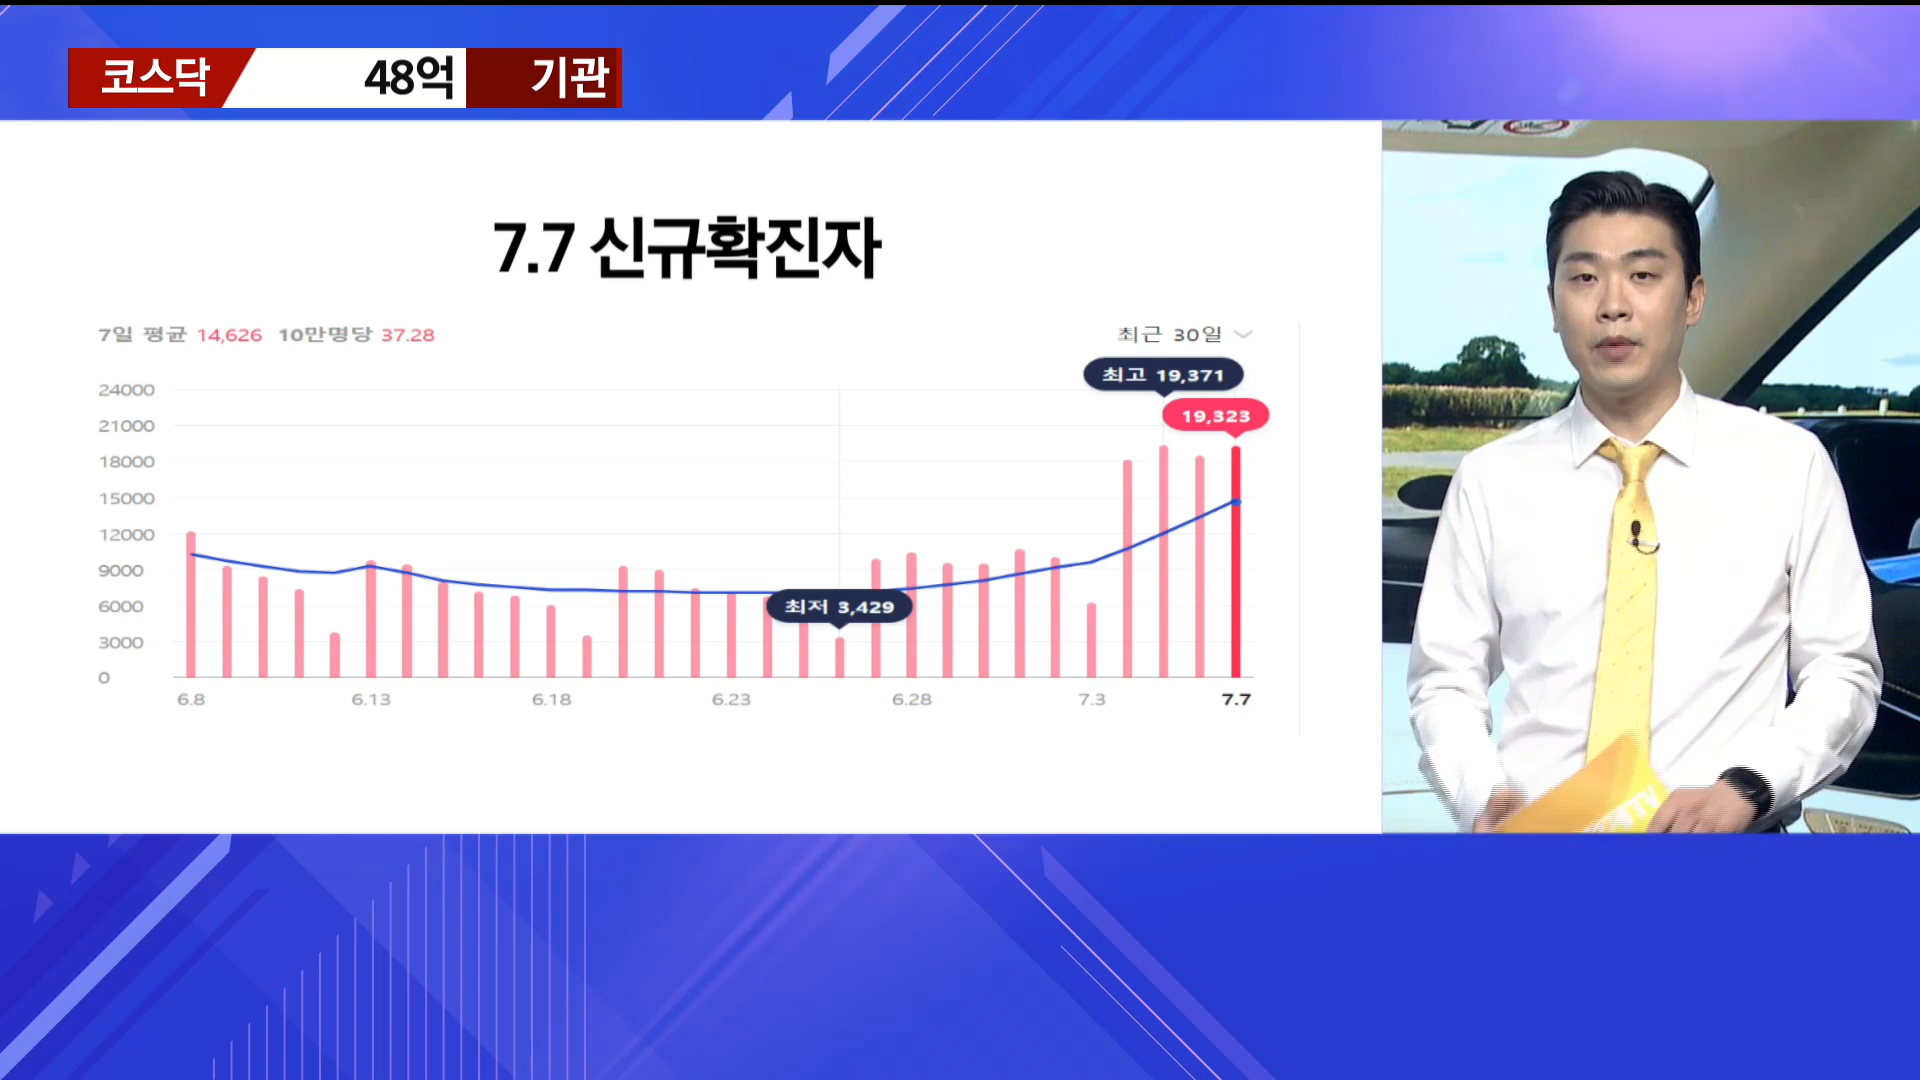 코스닥 48억 기관
7.7 신규확진자
7일 평균 14,626 10만명당 37.28
최근 30일
최고 19,371
19,323
24000
21000
18000
15000
12000
9000
6000
3000
0
최저 3,429
6.8 6.13 6.18 6.23 6.28 7.3 7.7
TV